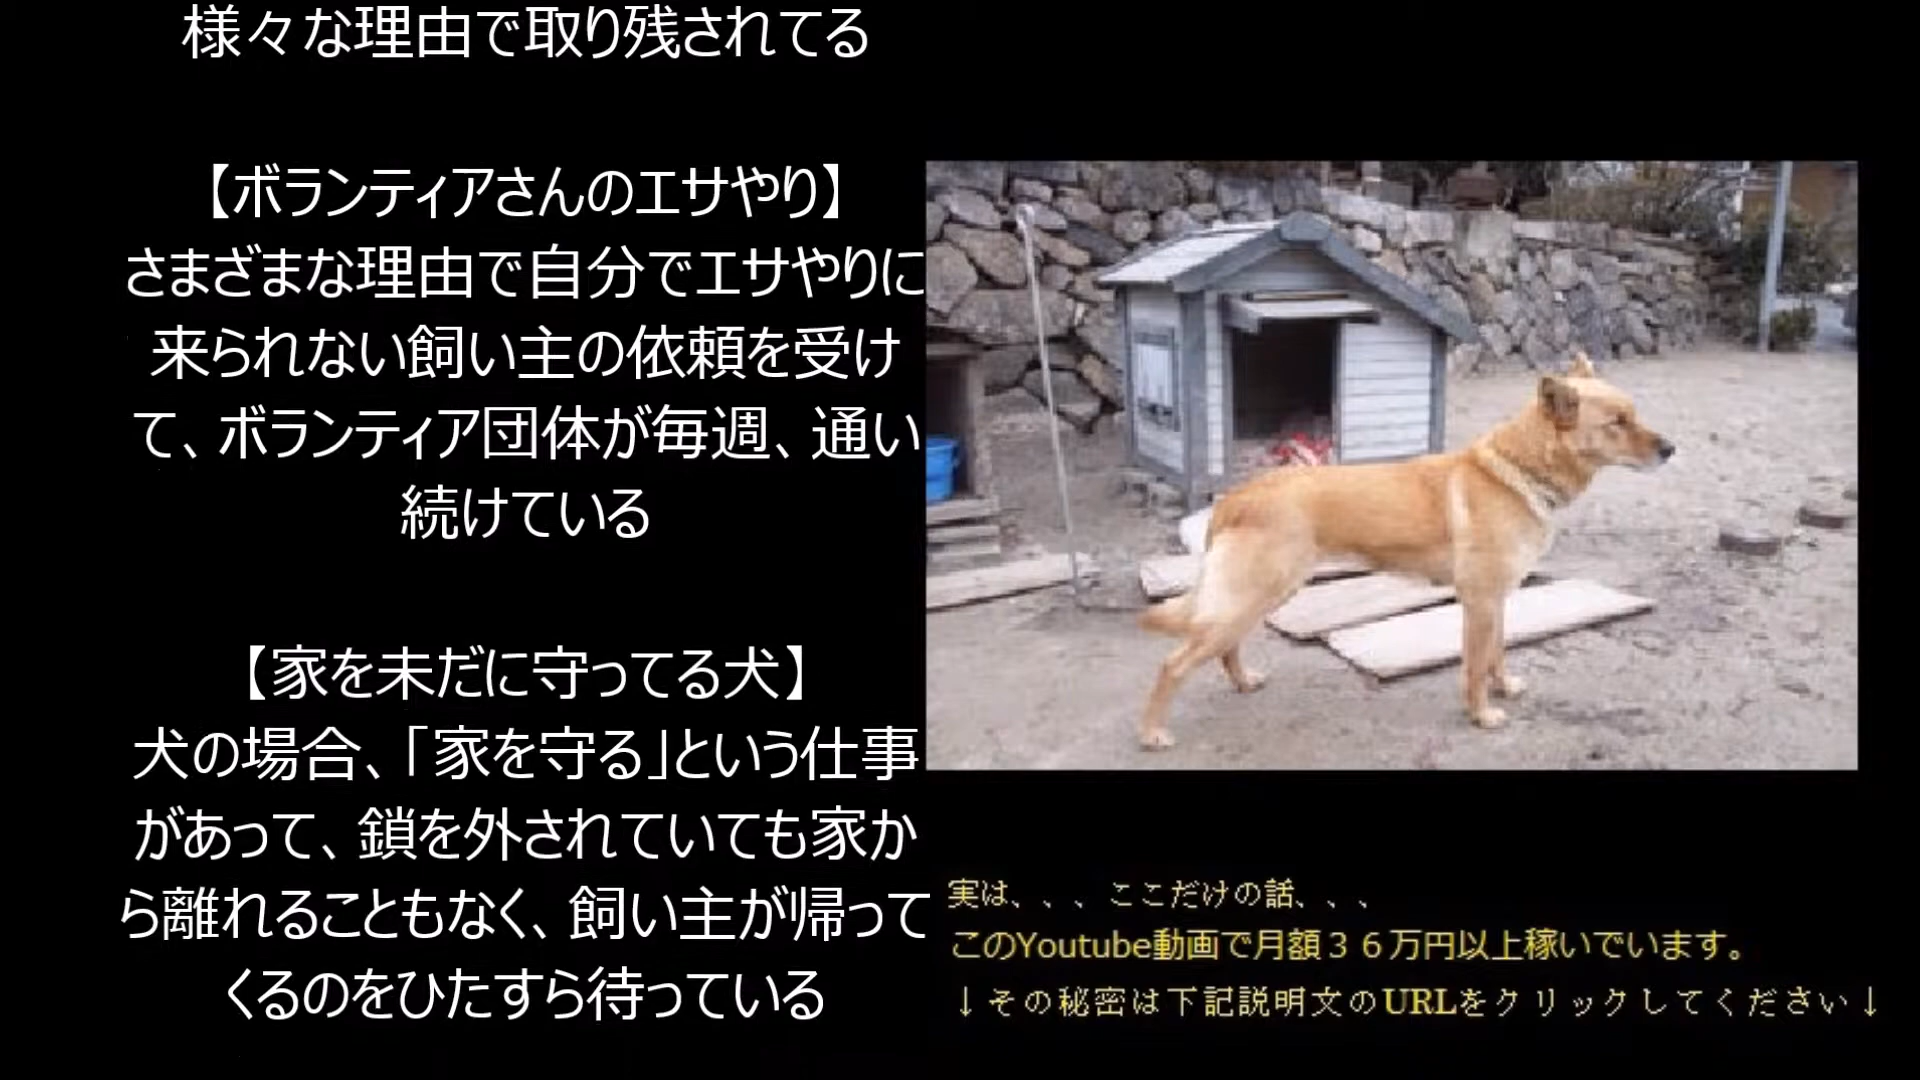 様々な理由で取り残されてる
【ボランティアさんのエサやり】
さまざまな理由で自分でエサやりに
来られない飼い主の依頼を受け
て、ボランティア団体が毎週、通い
続けている
【家を未だに守ってる犬】
犬の場合、「家を守る」という仕事
があって、鎖を外されていても家か
ら離れることもなく、飼い主が帰って
くるのをひたすら待っている
実は、、、ここだけの話、、、
このYoutube動画で月額３６万円以上稼いでいます。
↓その秘密は下記説明文のURLをクリックしてください↓